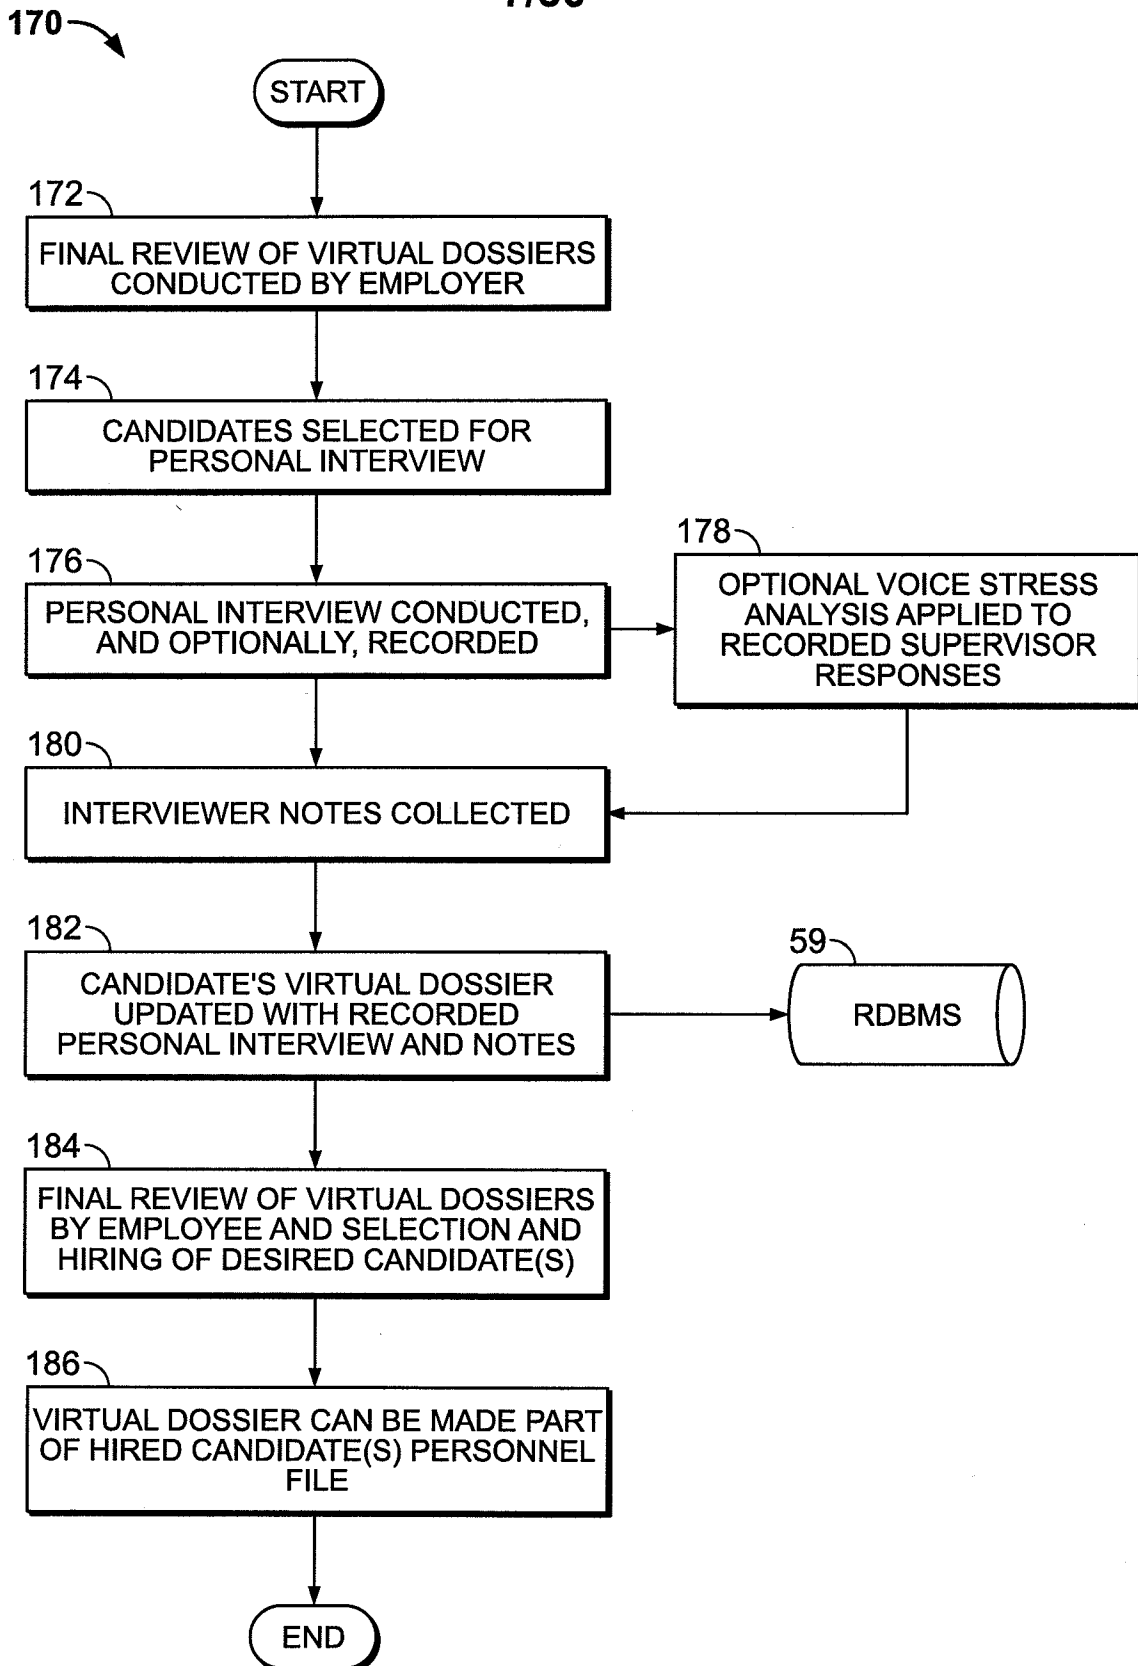 170
START
172
FINAL REVIEW OF VIRTUAL DOSSIERS
CONDUCTED BY EMPLOYER
174
CANDIDATES SELECTED FOR
PERSONAL INTERVIEW
176
PERSONAL INTERVIEW CONDUCTED,
AND OPTIONALLY, RECORDED
178
OPTIONAL VOICE STRESS
ANALYSIS APPLIED TO
RECORDED SUPERVISOR
RESPONSES
180
INTERVIEWER NOTES COLLECTED
182
CANDIDATE'S VIRTUAL DOSSIER
UPDATED WITH RECORDED
PERSONAL INTERVIEW AND NOTES
59
RDBMS
184
FINAL REVIEW OF VIRTUAL DOSSIERS
BY EMPLOYEE AND SELECTION AND
HIRING OF DESIRED CANDIDATE(S)
186
VIRTUAL DOSSIER CAN BE MADE PART
OF HIRED CANDIDATE(S) PERSONNEL
FILE
END